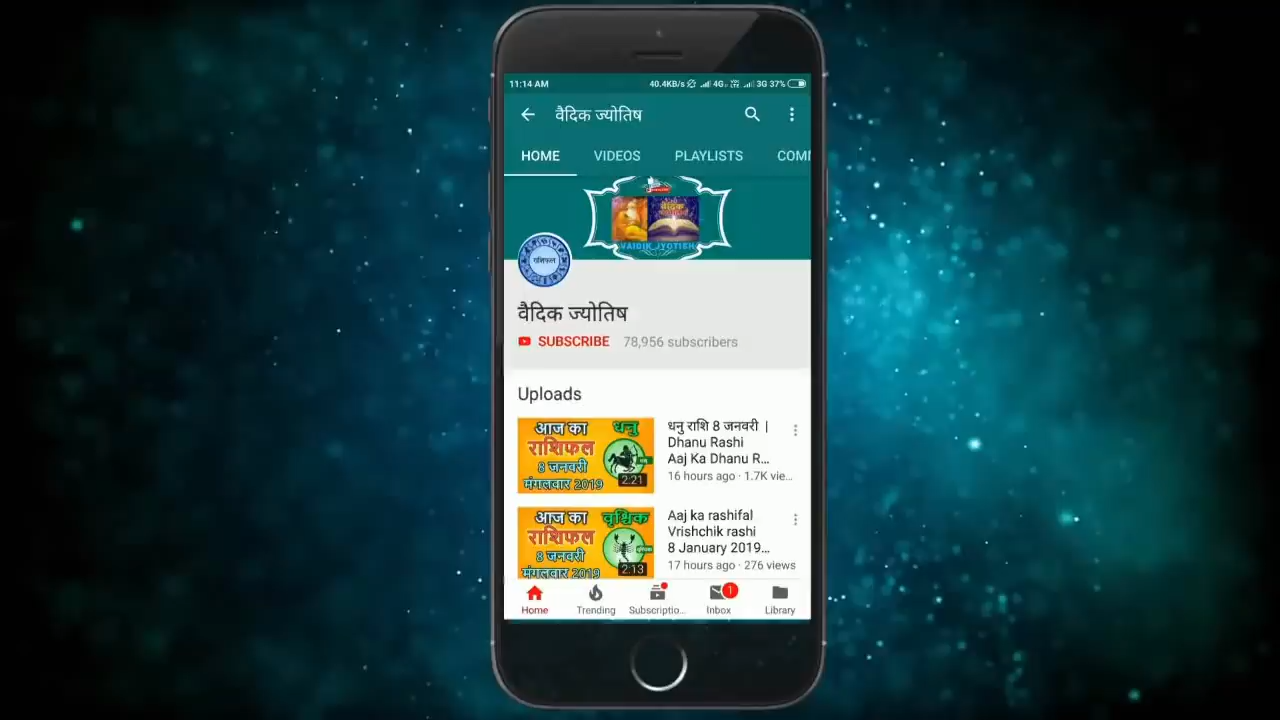 11:14 AM 40.4KB/s 4G 3G 37%
वैदिक ज्योतिष
HOME VIDEOS PLAYLISTS COMM
वैदिक
VAIDIK JYOTISH
राशिफल
वैदिक ज्योतिष
SUBSCRIBE 78,956 subscribers
Uploads
आज का धनु
राशिफल
8 जनवरी
मंगलवार 2019
2:21
धनु राशि 8 जनवरी |
Dhanu Rashi
Aaj Ka Dhanu R...
16 hours ago · 1.7K vie...
आज का वृश्चिक
राशिफल
8 जनवरी
मंगलवार 2019
2:13
Aaj ka rashifal
Vrishchik rashi
8 January 2019...
17 hours ago · 276 views
1
Home Trending Subscriptio... Inbox Library